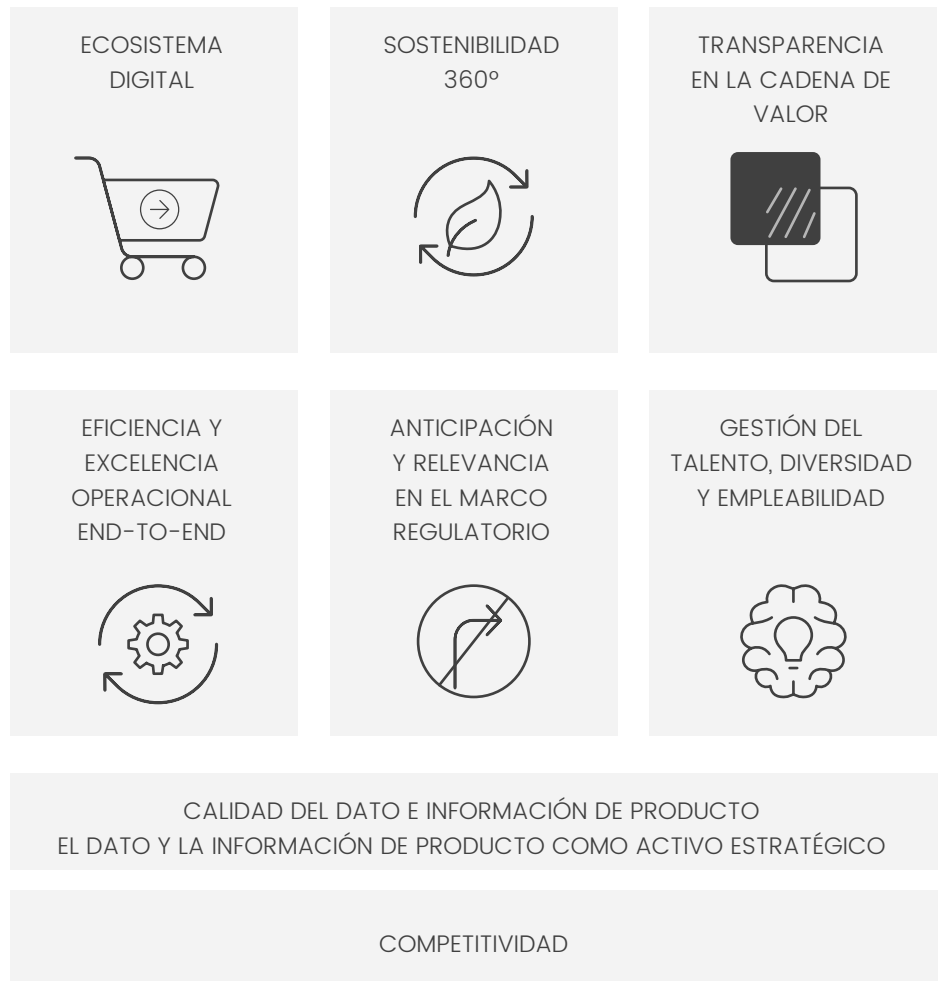 ECOSISTEMA
DIGITAL
SOSTENIBILIDAD
360º
TRANSPARENCIA
EN LA CADENA DE
VALOR
EFICIENCIA Y
EXCELENCIA
OPERACIONAL
END-TO-END
ANTICIPACIÓN
Y RELEVANCIA
EN EL MARCO
REGULATORIO
GESTIÓN DEL
TALENTO, DIVERSIDAD
Y EMPLEABILIDAD
CALIDAD DEL DATO E INFORMACIÓN DE PRODUCTO
EL DATO Y LA INFORMACIÓN DE PRODUCTO COMO ACTIVO ESTRATÉGICO
COMPETITIVIDAD